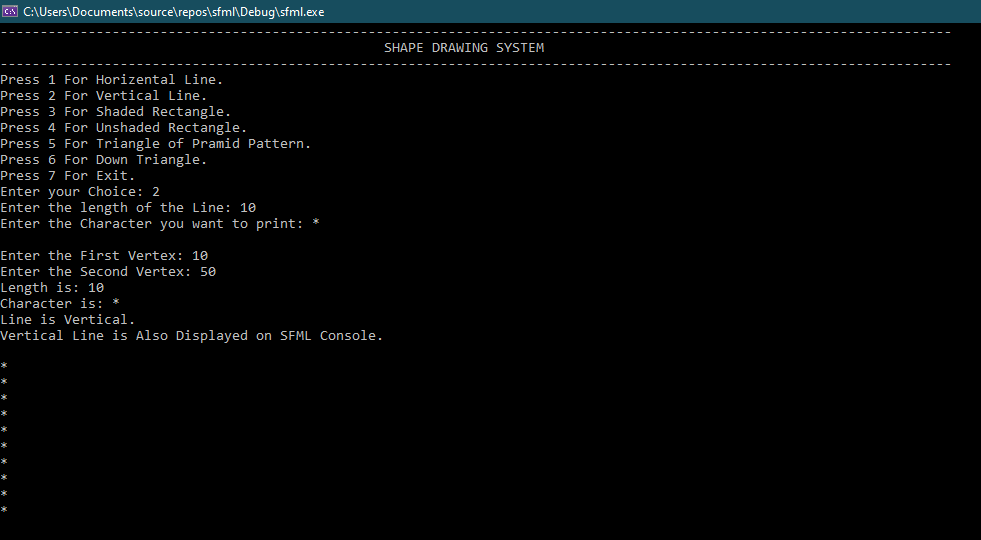 C:\Users\Documents\source\repos\sfml\Debug\sfml.exe
-----------------------------------------------------------------------------------------------------------------------
SHAPE DRAWING SYSTEM
-----------------------------------------------------------------------------------------------------------------------
Press 1 For Horizental Line.
Press 2 For Vertical Line.
Press 3 For Shaded Rectangle.
Press 4 For Unshaded Rectangle.
Press 5 For Triangle of Pramid Pattern.
Press 6 For Down Triangle.
Press 7 For Exit.
Enter your Choice: 2
Enter the length of the Line: 10
Enter the Character you want to print: *
Enter the First Vertex: 10
Enter the Second Vertex: 50
Length is: 10
Character is: *
Line is Vertical.
Vertical Line is Also Displayed on SFML Console.
*
*
*
*
*
*
*
*
*
*